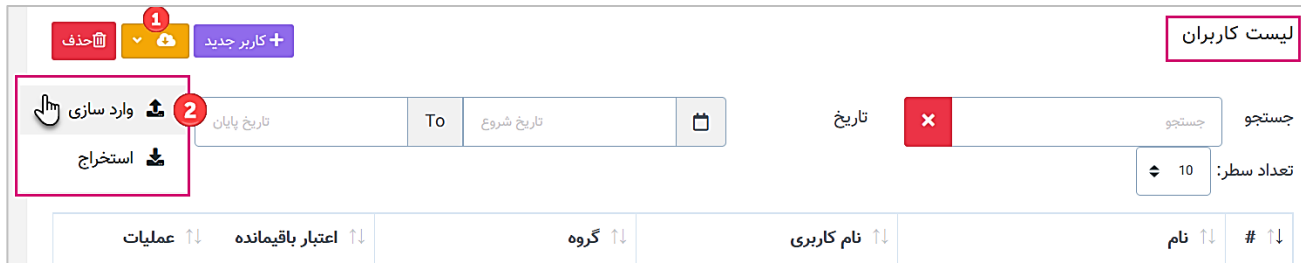 لیست کاربران
+ کاربر جدید
1
حذف
جستجو
جستجو
تاریخ
تاریخ شروع
To
تاریخ پایان
2
وارد سازی
استخراج
تعداد سطر:
10
# نام نام کاربری گروه اعتبار باقیمانده عملیات